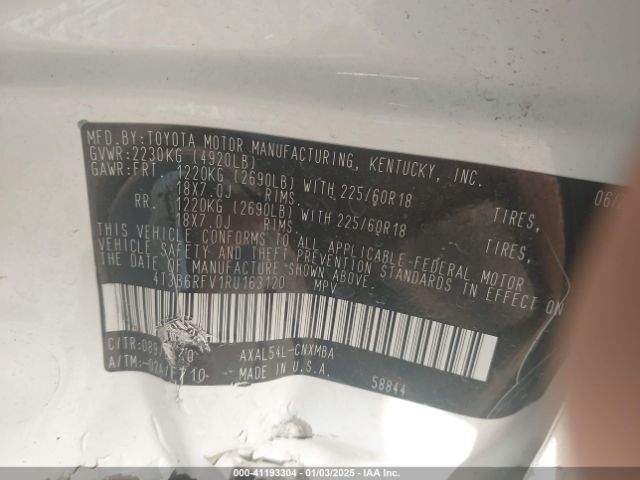 MFD.BY:TOYOTA MOTOR MANUFACTURING, KENTUCKY, INC.
GVWR:2230KG (4920LB) 06/
GAWR:FRT 1220KG (2690LB) WITH 225/60R18 TIRES,
18X7.0J RIMS,
RR. 1220KG (2690LB) WITH 225/60R18 TIRES,
18X7.0J RIMS.
THIS VEHICLE CONFORMS TO ALL APPLICABLE FEDERAL MOTOR
VEHICLE SAFETY AND THEFT PREVENTION STANDARDS IN EFFECT ON
THE DATE OF MANUFACTURE SHOWN ABOVE.
4T3B6RFV1RU163120 MPV
C/TR: AXAL54L-CNXMBA
A/TM: MADE IN U.S.A. 58844
000-41193304 | 01/03/2025 - IAA Inc.